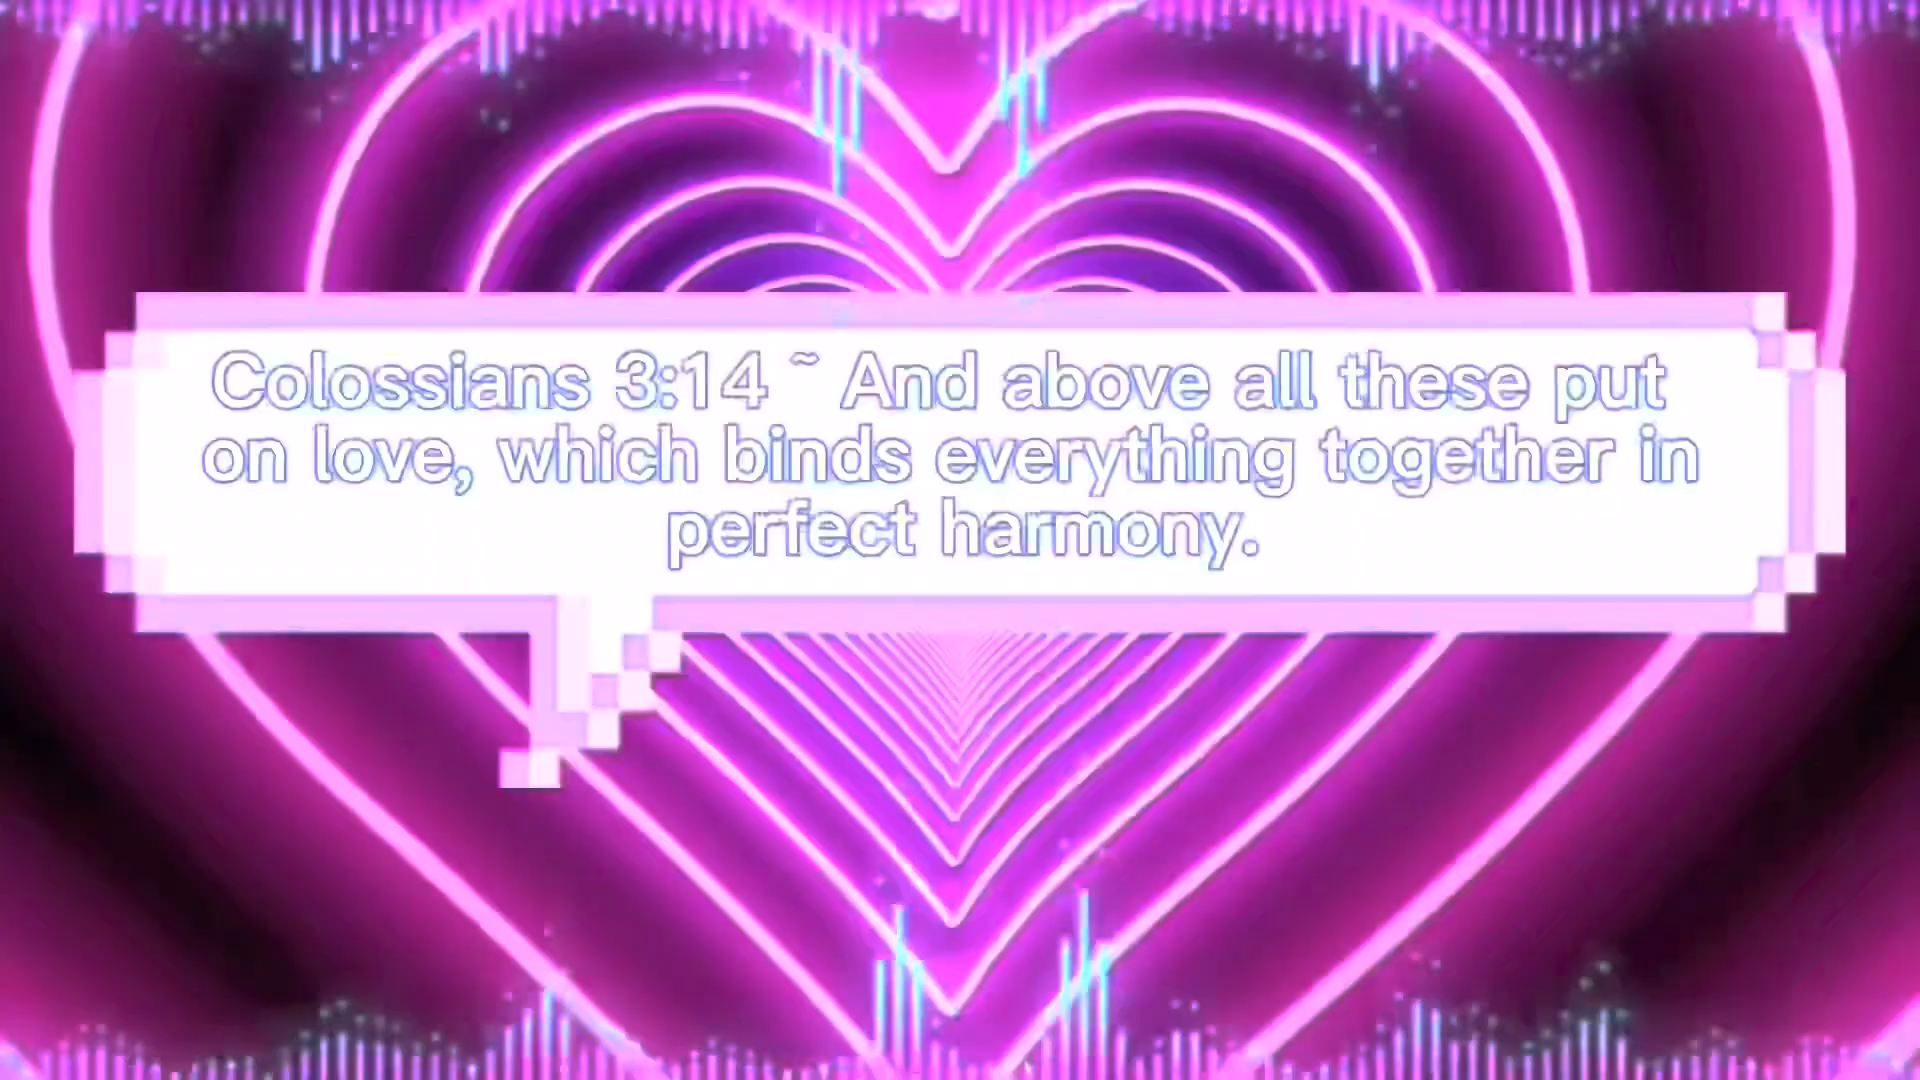 Colossians 3:14 ~ And above all these put
on love, which binds everything together in
perfect harmony.